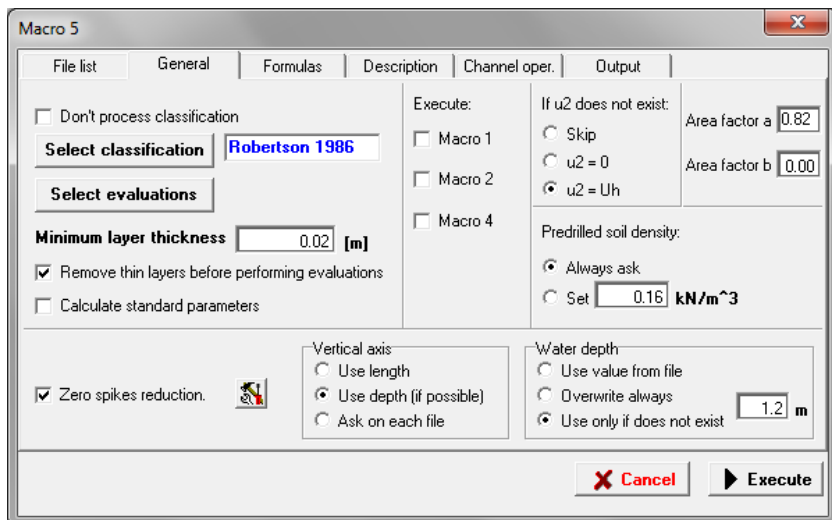 Macro 5
File list
General
Formulas
Description
Channel oper.
Output
Don't process classification
Select classification
Robertson 1986
Select evaluations
Minimum layer thickness 0.02 [m]
Remove thin layers before performing evaluations
Calculate standard parameters
Execute:
Macro 1
Macro 2
Macro 4
If u2 does not exist:
Skip
u2 = 0
u2 = Uh
Area factor a 0.82
Area factor b 0.00
Predrilled soil density:
Always ask
Set 0.16 kN/m^3
Zero spikes reduction.
Vertical axis
Use length
Use depth (if possible)
Ask on each file
Water depth
Use value from file
Overwrite always
Use only if does not exist
1.2 m
Cancel
Execute